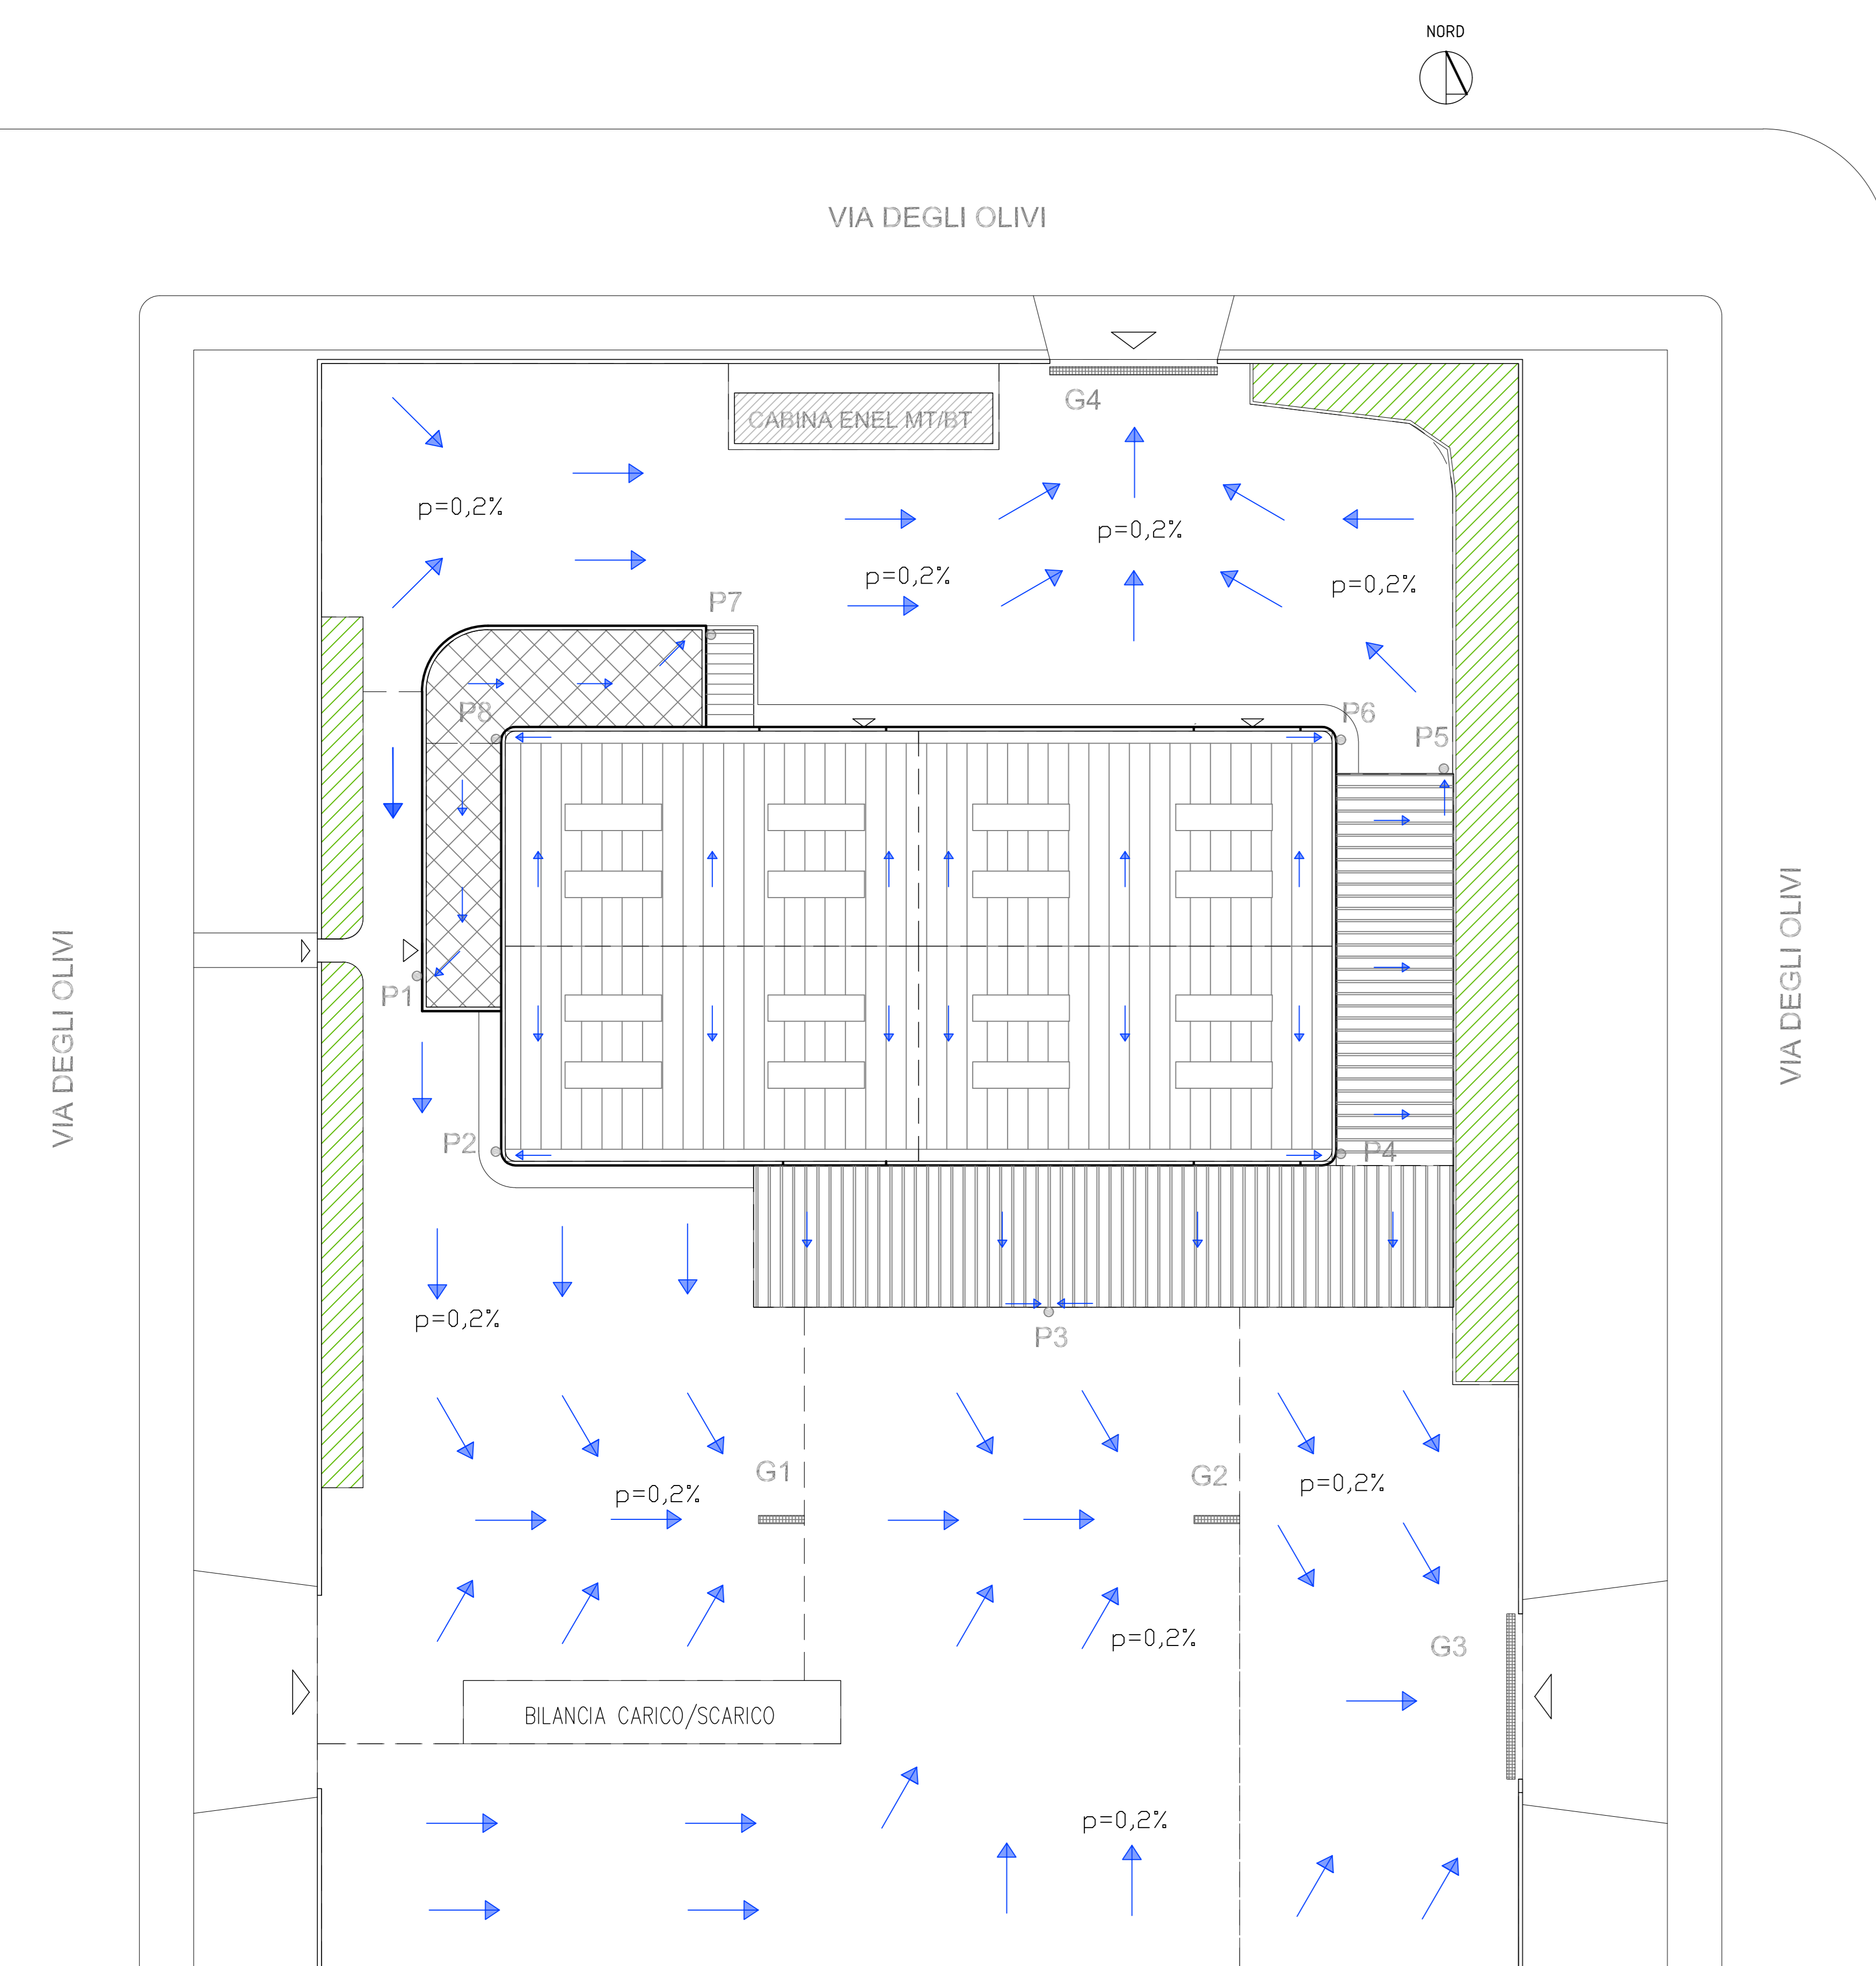 NORD
VIA DEGLI OLIVI
G4
CABINA ENEL MT/BT
p=0,2%
p=0,2%
p=0,2%
p=0,2%
P7
P8
P6
P5
VIA DEGLI OLIVI
VIA DEGLI OLIVI
P1
P2
P4
p=0,2%
P3
G1
G2
p=0,2%
p=0,2%
p=0,2%
G3
BILANCIA CARICO/SCARICO
p=0,2%